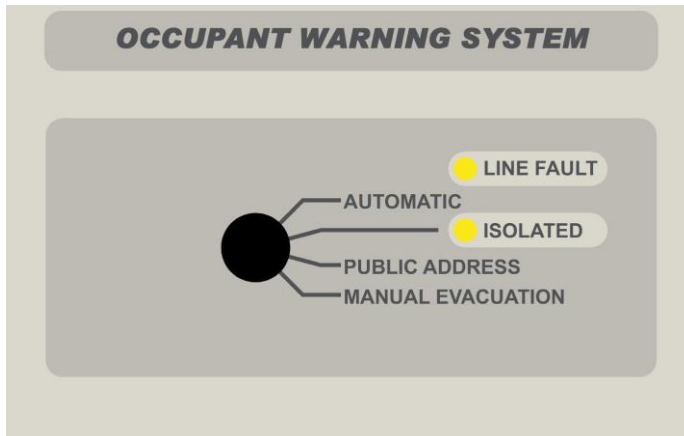 OCCUPANT WARNING SYSTEM
LINE FAULT
AUTOMATIC
ISOLATED
PUBLIC ADDRESS
MANUAL EVACUATION